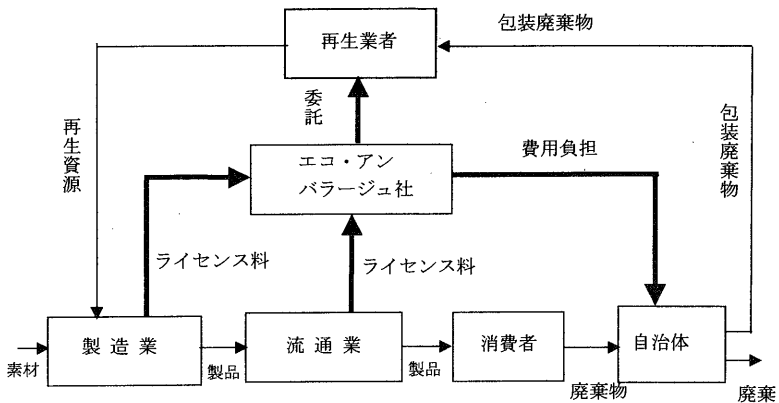 包装廃棄物
再生業者
委託
再生資源
エコ・アン
バラージュ社
費用負担
包装廃棄物
ライセンス料
ライセンス料
製造業
流通業
消費者
自治体
素材
製品
製品
廃棄物
廃棄